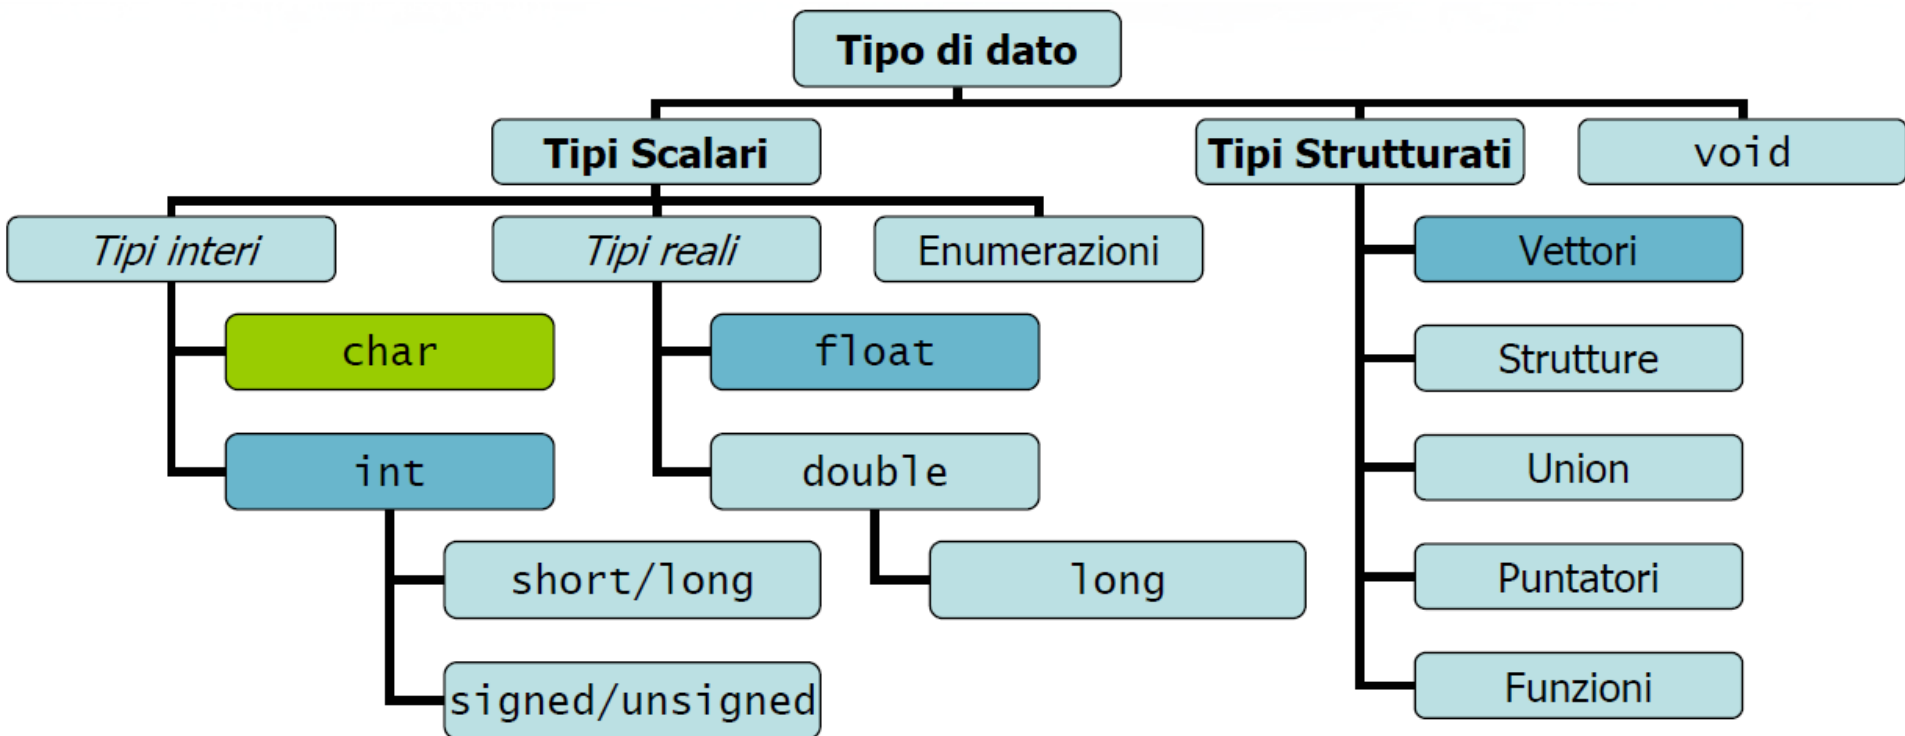 Tipo di dato
Tipi Scalari
Tipi Strutturati
void
Tipi interi
Tipi reali
Enumerazioni
Vettori
char
float
Strutture
int
double
Union
short/long
long
Puntatori
signed/unsigned
Funzioni